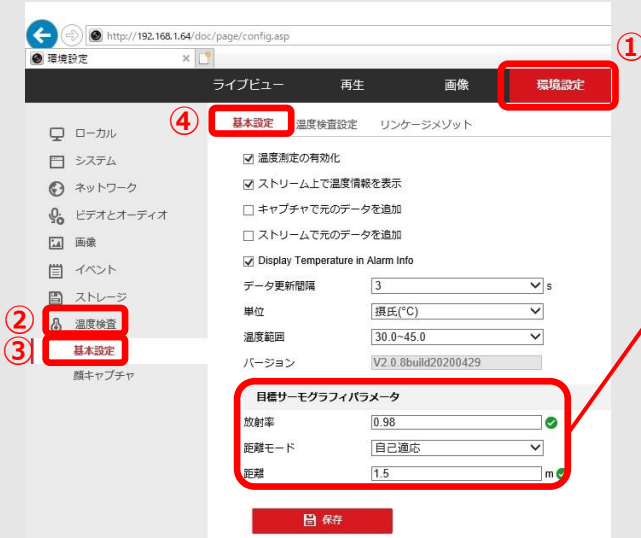 http://192.168.1.64/doc/page/config.asp
環境設定 ×
①
ライブビュー 再生 画像 環境設定
④ 基本設定 温度検査設定 リンケージメゾット
ローカル
システム
ネットワーク
ビデオとオーディオ
画像
イベント
ストレージ
② 温度検査
③ 基本設定
顔キャプチャ
温度測定の有効化
ストリーム上で温度情報を表示
キャプチャで元のデータを追加
ストリームで元のデータを追加
Display Temperature in Alarm Info
データ更新間隔 3 s
単位 摂氏(°C)
温度範囲 30.0~45.0
バージョン V2.0.8build20200429
目標サーモグラフィパラメータ
放射率 0.98
距離モード 自己適応
距離 1.5 m
保存